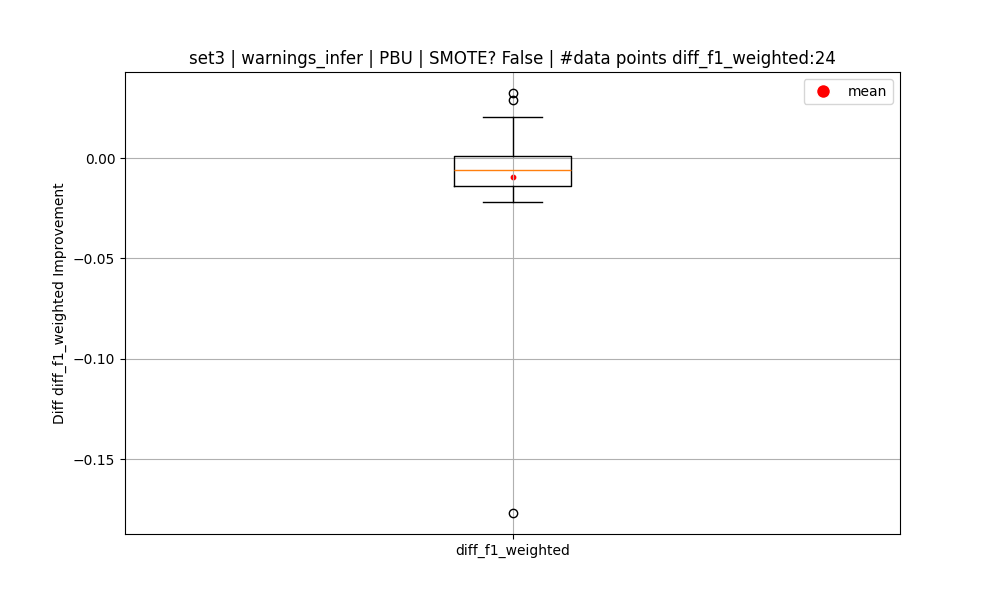 set3 | warnings_infer | PBU | SMOTE? False | #data points diff_f1_weighted:24
mean
0.00
−0.05
−0.10
−0.15
Diff diff_f1_weighted Improvement
diff_f1_weighted